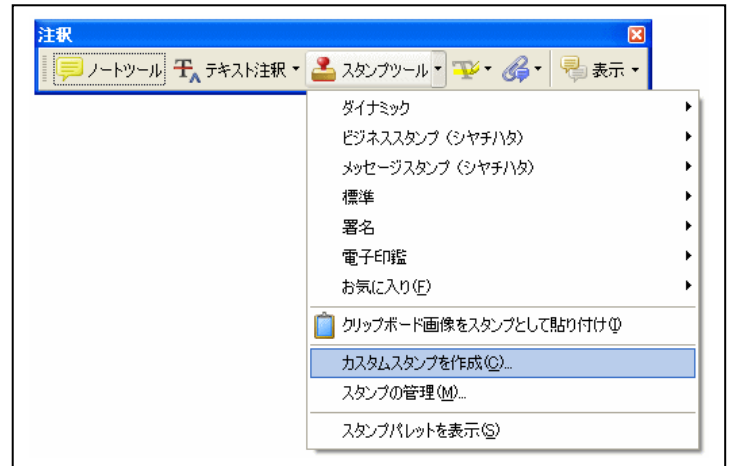 注釈
ノートツール テキスト注釈 スタンプツール 表示
ダイナミック
ビジネススタンプ (シヤチハタ)
メッセージスタンプ (シヤチハタ)
標準
署名
電子印鑑
お気に入り(F)
クリップボード画像をスタンプとして貼り付け(I)
カスタムスタンプを作成(C)...
スタンプの管理(M)...
スタンプパレットを表示(S)